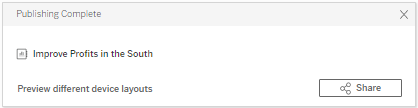 Publishing Complete
Improve Profits in the South
Preview different device layouts
Share